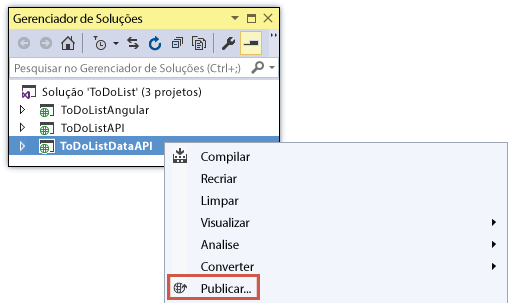 Gerenciador de Soluções
Pesquisar no Gerenciador de Soluções (Ctrl+;)
Solução 'ToDoList' (3 projetos)
ToDoListAngular
ToDoListAPI
ToDoListDataAPI
Compilar
Recriar
Limpar
Visualizar
Analise
Converter
Publicar...